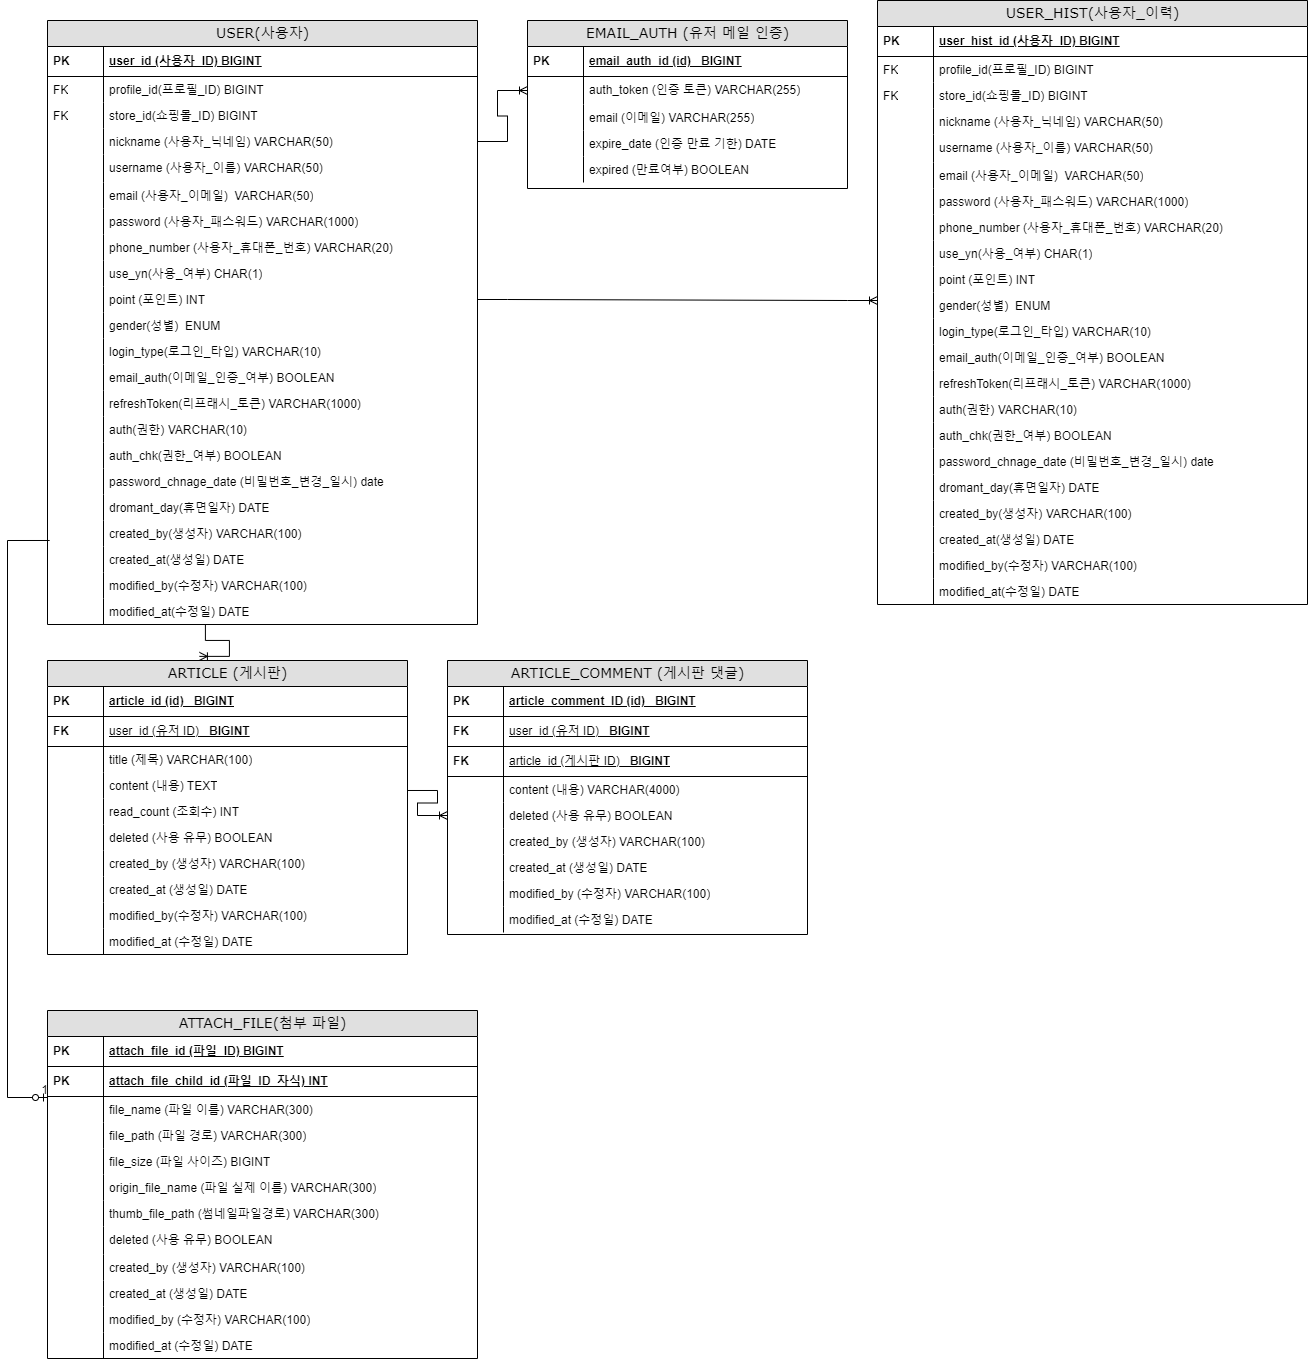 USER(사용자)
PK user_id (사용자_ID) BIGINT
FK profile_id(프로필_ID) BIGINT
FK store_id(쇼핑몰_ID) BIGINT
nickname (사용자_닉네임) VARCHAR(50)
username (사용자_이름) VARCHAR(50)
email (사용자_이메일) VARCHAR(50)
password (사용자_패스워드) VARCHAR(1000)
phone_number (사용자_휴대폰_번호) VARCHAR(20)
use_yn(사용_여부) CHAR(1)
point (포인트) INT
gender(성별) ENUM
login_type(로그인_타입) VARCHAR(10)
email_auth(이메일_인증_여부) BOOLEAN
refreshToken(리프래시_토큰) VARCHAR(1000)
auth(권한) VARCHAR(10)
auth_chk(권한_여부) BOOLEAN
password_chnage_date (비밀번호_변경_일시) date
dromant_day(휴면일자) DATE
created_by(생성자) VARCHAR(100)
created_at(생성일) DATE
modified_by(수정자) VARCHAR(100)
modified_at(수정일) DATE
EMAIL_AUTH (유저 메일 인증)
PK email_auth_id (id) BIGINT
auth_token (인증 토큰) VARCHAR(255)
email (이메일) VARCHAR(255)
expire_date (인증 만료 기한) DATE
expired (만료여부) BOOLEAN
USER_HIST(사용자_이력)
PK user_hist_id (사용자_ID) BIGINT
FK profile_id(프로필_ID) BIGINT
FK store_id(쇼핑몰_ID) BIGINT
nickname (사용자_닉네임) VARCHAR(50)
username (사용자_이름) VARCHAR(50)
email (사용자_이메일) VARCHAR(50)
password (사용자_패스워드) VARCHAR(1000)
phone_number (사용자_휴대폰_번호) VARCHAR(20)
use_yn(사용_여부) CHAR(1)
point (포인트) INT
gender(성별) ENUM
login_type(로그인_타입) VARCHAR(10)
email_auth(이메일_인증_여부) BOOLEAN
refreshToken(리프래시_토큰) VARCHAR(1000)
auth(권한) VARCHAR(10)
auth_chk(권한_여부) BOOLEAN
password_chnage_date (비밀번호_변경_일시) date
dromant_day(휴면일자) DATE
created_by(생성자) VARCHAR(100)
created_at(생성일) DATE
modified_by(수정자) VARCHAR(100)
modified_at(수정일) DATE
ARTICLE (게시판)
PK article_id (id) BIGINT
FK user_id (유저 ID) BIGINT
title (제목) VARCHAR(100)
content (내용) TEXT
read_count (조회수) INT
deleted (사용 유무) BOOLEAN
created_by (생성자) VARCHAR(100)
created_at (생성일) DATE
modified_by(수정자) VARCHAR(100)
modified_at (수정일) DATE
ARTICLE_COMMENT (게시판 댓글)
PK article_comment_ID (id) BIGINT
FK user_id (유저 ID) BIGINT
FK article_id (게시판 ID) BIGINT
content (내용) VARCHAR(4000)
deleted (사용 유무) BOOLEAN
created_by (생성자) VARCHAR(100)
created_at (생성일) DATE
modified_by (수정자) VARCHAR(100)
modified_at (수정일) DATE
ATTACH_FILE(첨부 파일)
PK attach_file_id (파일_ID) BIGINT
PK attach_file_child_id (파일_ID_자식) INT
1
file_name (파일 이름) VARCHAR(300)
file_path (파일 경로) VARCHAR(300)
file_size (파일 사이즈) BIGINT
origin_file_name (파일 실제 이름) VARCHAR(300)
thumb_file_path (썸네일파일경로) VARCHAR(300)
deleted (사용 유무) BOOLEAN
created_by (생성자) VARCHAR(100)
created_at (생성일) DATE
modified_by (수정자) VARCHAR(100)
modified_at (수정일) DATE